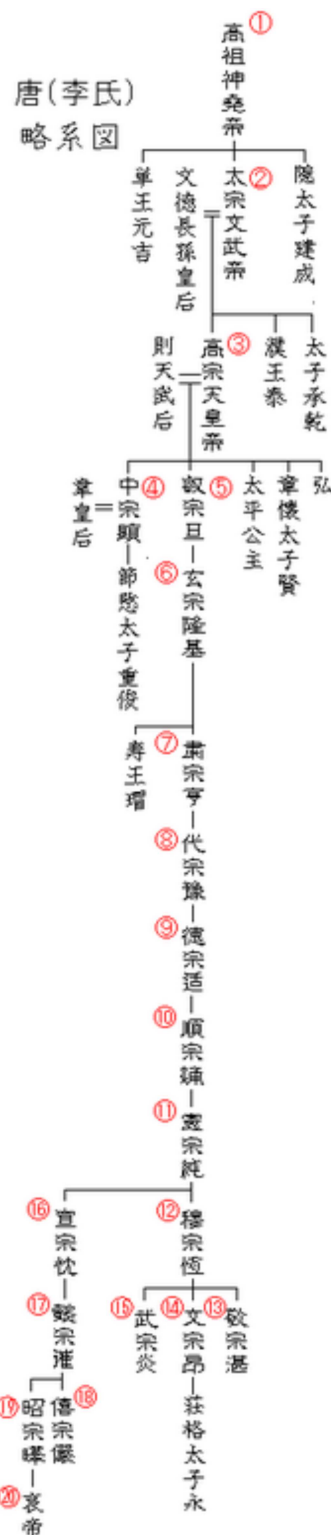 唐(李氏)
略系図
①
高祖神堯帝
隠太子建成
②
太宗文武帝
文徳長孫皇后
単王元吉
太子承乾
濮王泰
③
高宗天皇帝
則天武后
弘
章懐太子賢
太平公主
⑤
叡宗旦
④
中宗顕
韋皇后
⑥
玄宗隆基
節愍太子重俊
⑦
粛宗亨
寿王瑁
⑧
代宗豫
⑨
徳宗适
⑩
順宗誦
⑪
憲宗純
⑫
穆宗恆
⑯
宣宗忱
⑬
敬宗湛
⑭
文宗昂
⑮
武宗炎
荘格太子永
⑰
懿宗漼
⑱
僖宗儼
⑲
昭宗曄
⑳
哀帝